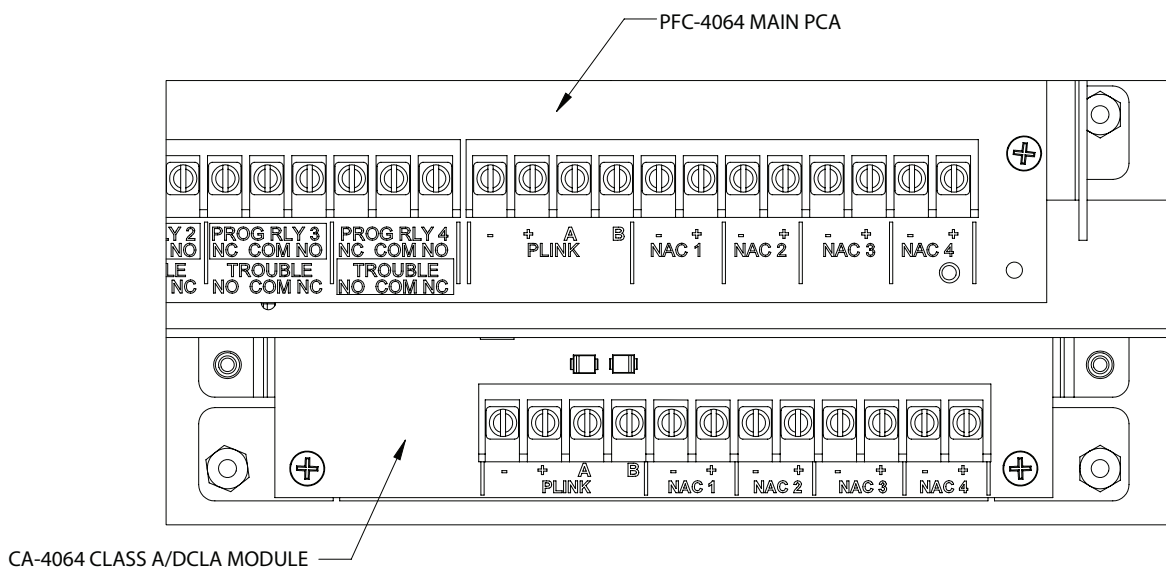 PFC-4064 MAIN PCA
LY 2 PROG RLY 3 PROG RLY 4 - + A B - + - + - + - +
NO NC COM NO NC COM NO PLINK NAC 1 NAC 2 NAC 3 NAC 4
LE TROUBLE TROUBLE
NC NO COM NC NO COM NC
- + A B - + - + - + - +
PLINK NAC 1 NAC 2 NAC 3 NAC 4
CA-4064 CLASS A/DCLA MODULE